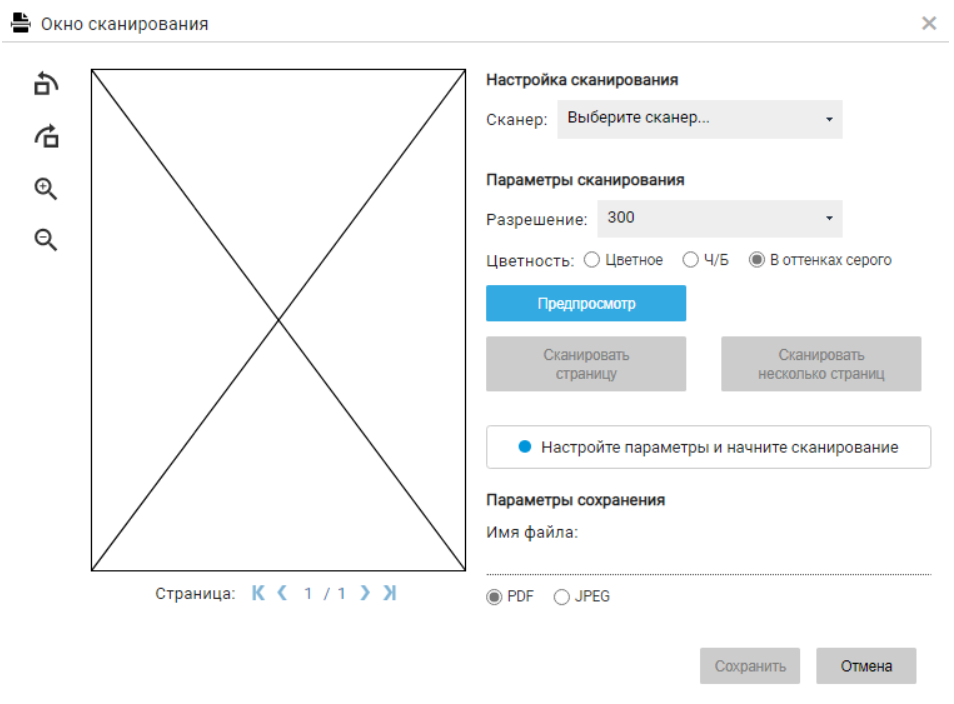 Окно сканирования
Настройка сканирования
Сканер: Выберите сканер...
Параметры сканирования
Разрешение: 300
Цветность: Цветное Ч/Б В оттенках серого
Предпросмотр
Сканировать
страницу
Сканировать
несколько страниц
Настройте параметры и начните сканирование
Параметры сохранения
Имя файла:
Страница: 1 / 1
PDF JPEG
Сохранить Отмена